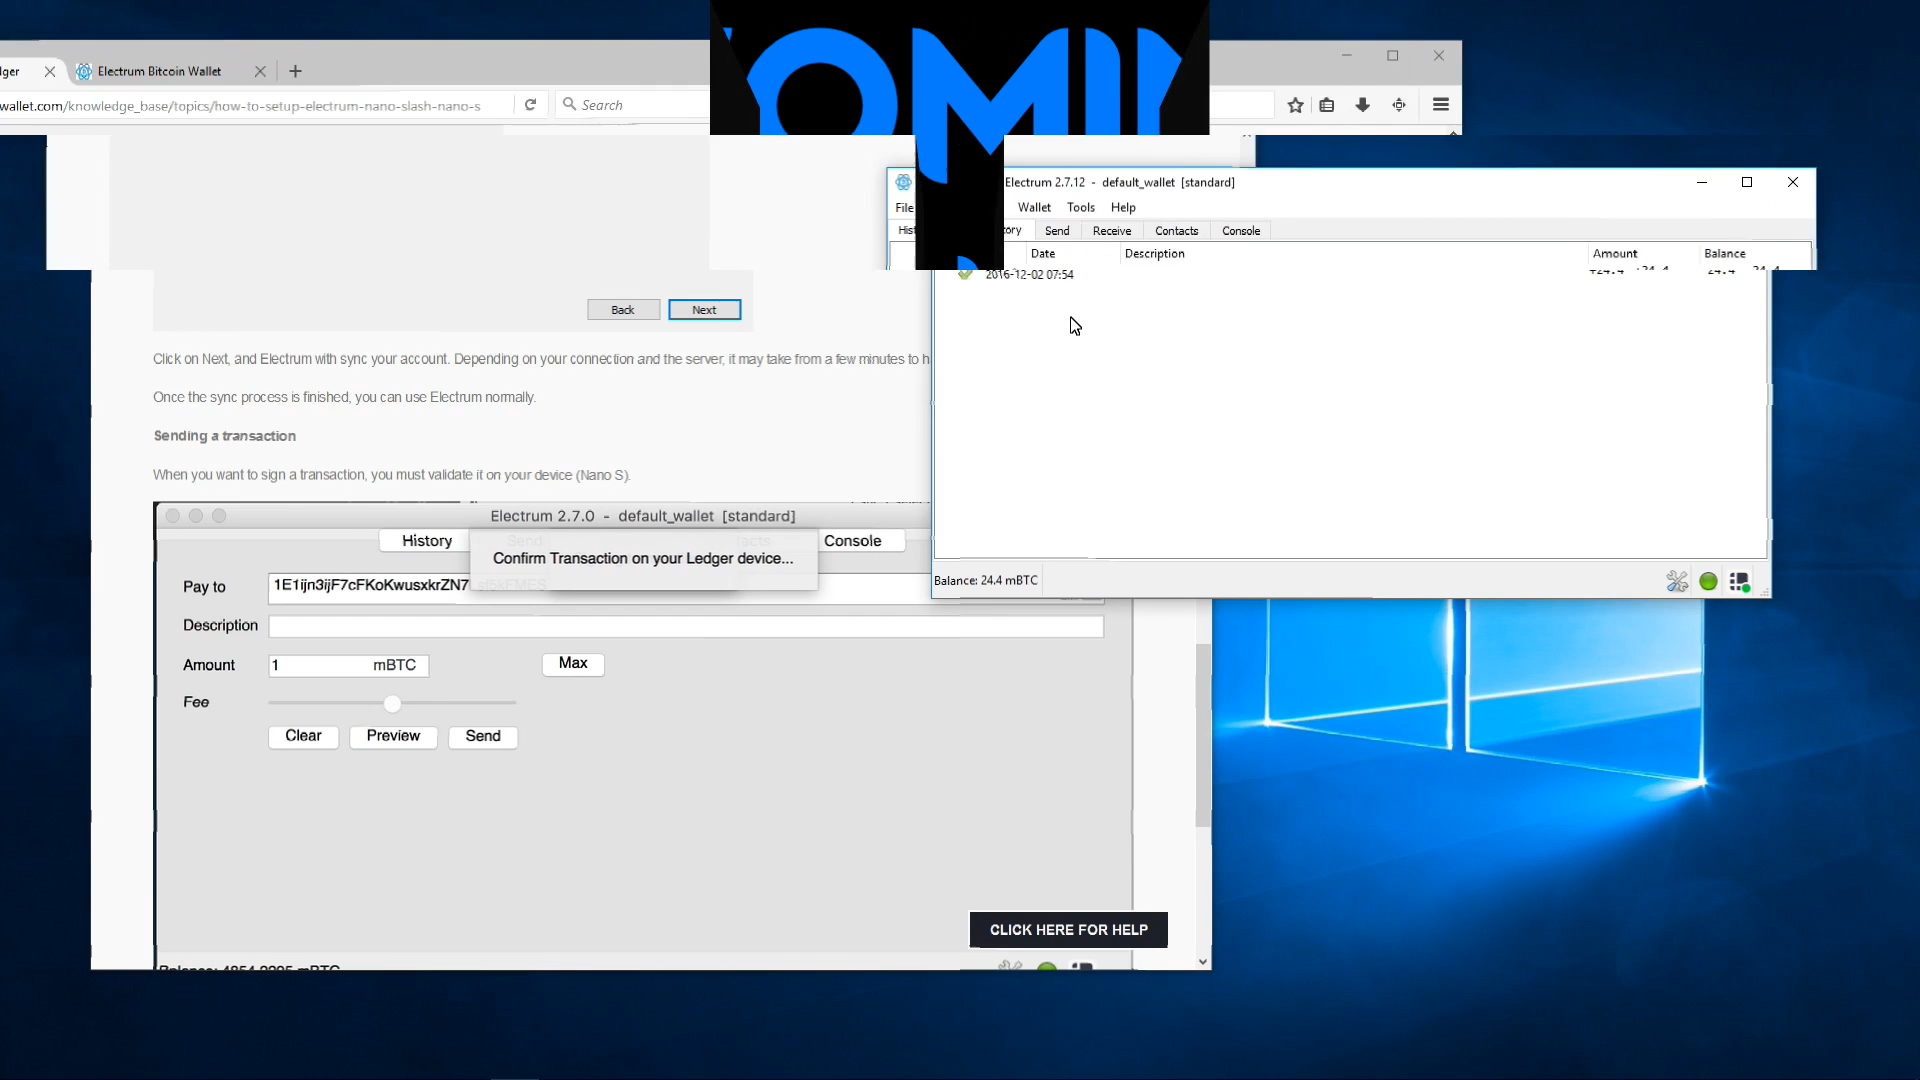 OMIN
dger
Electrum Bitcoin Wallet
wallet.com/knowledge_base/topics/how-to-setup-electrum-nano-slash-nano-s
Search
Electrum 2.7.12 - default_wallet [standard]
File
Wallet Tools Help
Hist
ory Send Receive Contacts Console
Date Description Amount Balance
2016-12-02 07:54
Back Next
Click on Next, and Electrum with sync your account. Depending on your connection and the server, it may take from a few minutes to h
Once the sync process is finished, you can use Electrum normally.
Sending a transaction
When you want to sign a transaction, you must validate it on your device (Nano S).
Balance: 24.4 mBTC
Electrum 2.7.0 - default_wallet [standard]
History Console
Confirm Transaction on your Ledger device...
Pay to 1E1ijn3ijF7cFKoKwusxkrZN7
Description
Amount 1 mBTC Max
Fee
Clear Preview Send
CLICK HERE FOR HELP